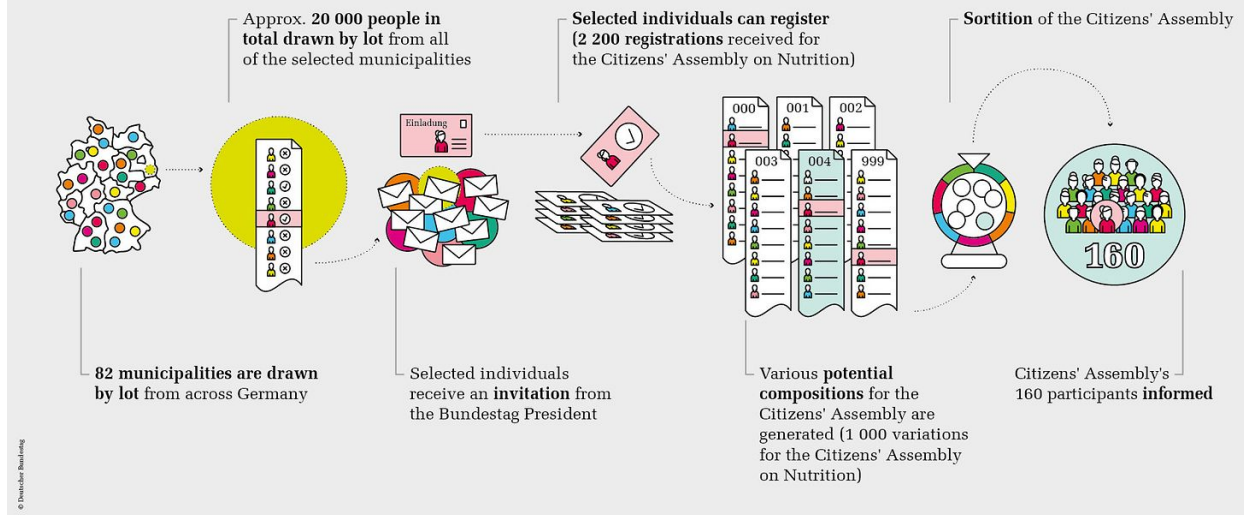 Approx. 20 000 people in
total drawn by lot from all
of the selected municipalities
Selected individuals can register
(2 200 registrations received for
the Citizens' Assembly on Nutrition)
Sortition of the Citizens' Assembly
Einladung
000
001
002
003
004
999
160
82 municipalities are drawn
by lot from across Germany
Selected individuals
receive an invitation from
the Bundestag President
Various potential
compositions for the
Citizens' Assembly are
generated (1 000 variations
for the Citizens' Assembly
on Nutrition)
Citizens' Assembly's
160 participants informed
© Deutscher Bundestag